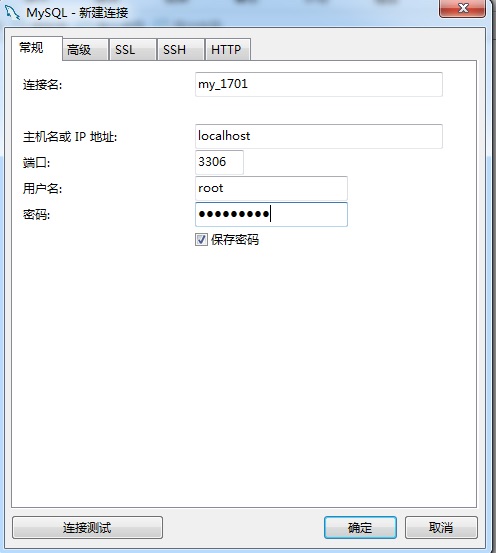 MySQL - 新建连接
常规 高级 SSL SSH HTTP
连接名: my_1701
主机名或 IP 地址: localhost
端口: 3306
用户名: root
密码: ●●●●●●●●●
保存密码
连接测试 确定 取消